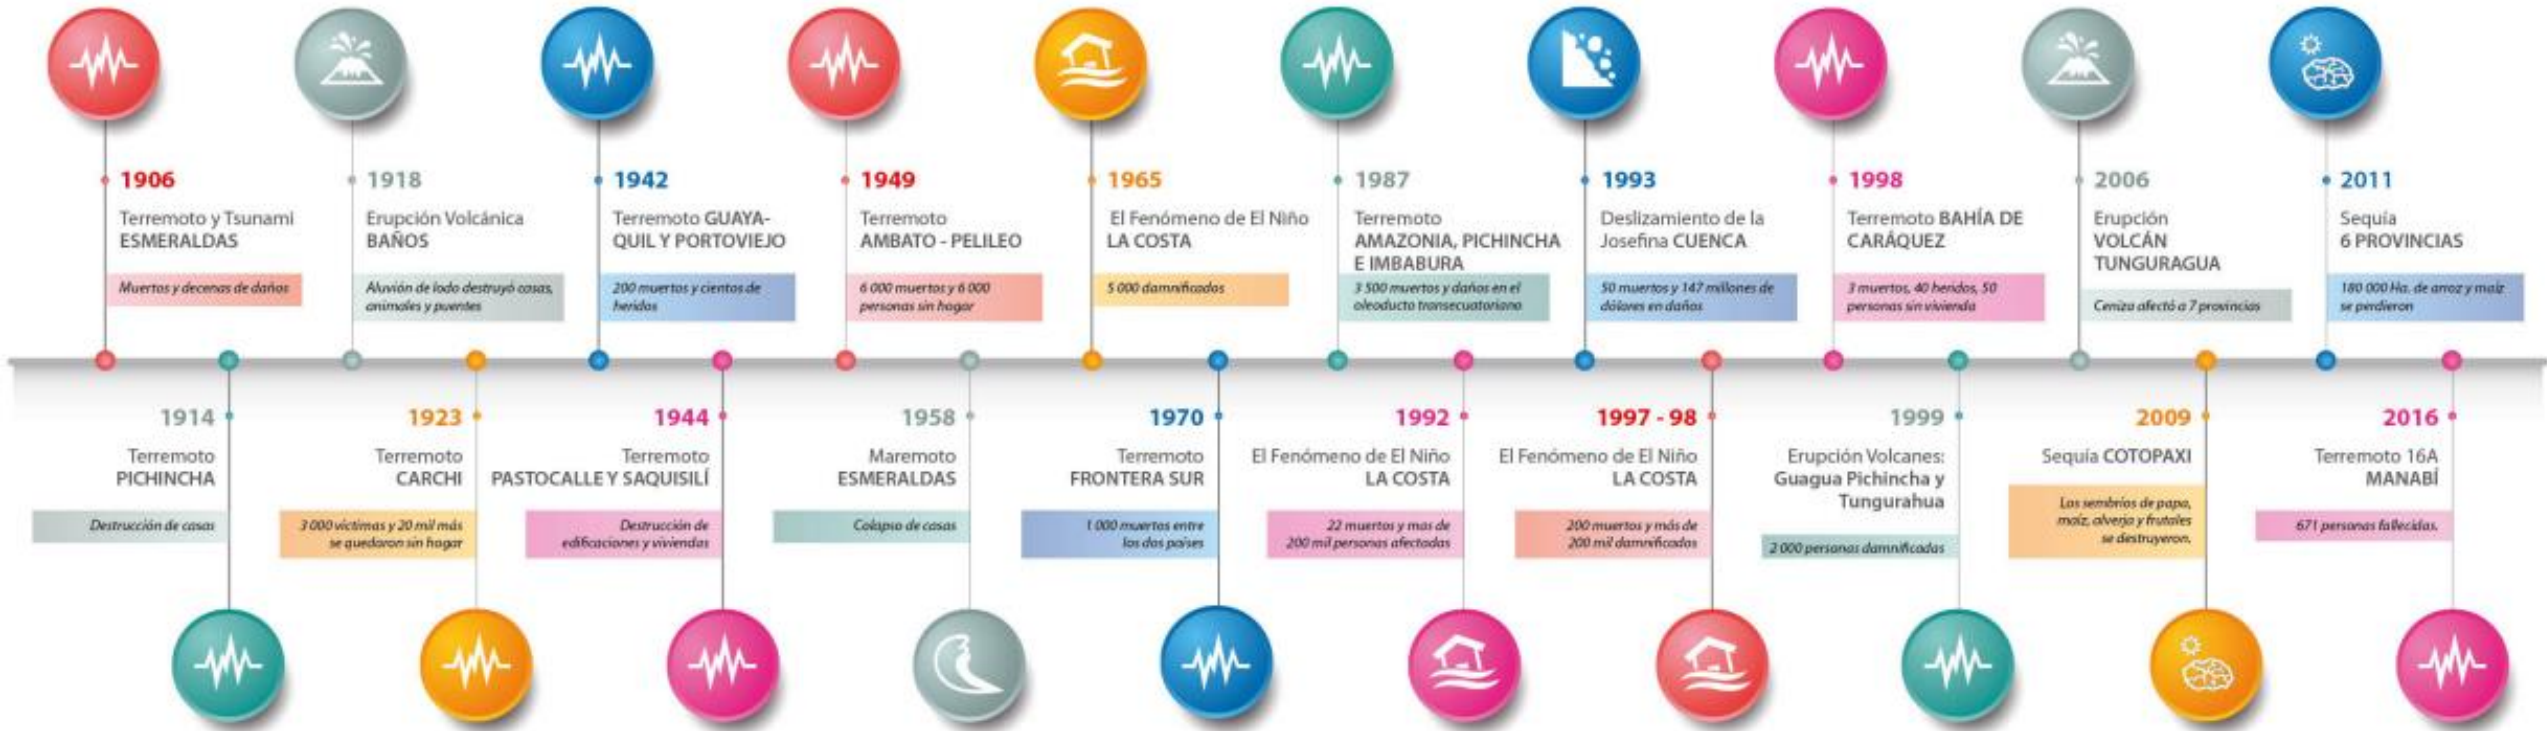 1906
Terremoto y Tsunami
ESMERALDAS
Muertos y decenas de daños
1918
Erupción Volcánica
BAÑOS
Aluvión de lodo destruyó casas,
animales y puentes
1942
Terremoto GUAYA-
QUIL Y PORTOVIEJO
200 muertos y cientos de
heridos
1949
Terremoto
AMBATO - PELILEO
6 000 muertos y 6 000
personas sin hogar
1965
El Fenómeno de El Niño
LA COSTA
5 000 damnificados
1987
Terremoto
AMAZONIA, PICHINCHA
E IMBABURA
3 500 muertos y daños en el
oleoducto transecuatoriano
1993
Deslizamiento de la
Josefina CUENCA
50 muertos y 147 millones de
dólares en daños
1998
Terremoto BAHÍA DE
CARÁQUEZ
3 muertos, 40 heridos, 50
personas sin vivienda
2006
Erupción
VOLCÁN
TUNGURAGUA
Ceniza afectó a 7 provincias
2011
Sequía
6 PROVINCIAS
180 000 Ha. de arroz y maíz
se perdieron
1914
Terremoto
PICHINCHA
Destrucción de casas
1923
Terremoto
CARCHI
3 000 víctimas y 20 mil más
se quedaron sin hogar
1944
Terremoto
PASTOCALLE Y SAQUISILÍ
Destrucción de
edificaciones y viviendas
1958
Maremoto
ESMERALDAS
Colapso de casas
1970
Terremoto
FRONTERA SUR
1 000 muertos entre
los dos países
1992
El Fenómeno de El Niño
LA COSTA
22 muertos y mas de
200 mil personas afectadas
1997 - 98
El Fenómeno de El Niño
LA COSTA
200 muertos y más de
200 mil damnificados
1999
Erupción Volcanes:
Guagua Pichincha y
Tungurahua
2 000 personas damnificadas
2009
Sequía COTOPAXI
Los sembríos de papa,
maíz, alverja y frutales
se destruyeron.
2016
Terremoto 16A
MANABÍ
671 personas fallecidas.